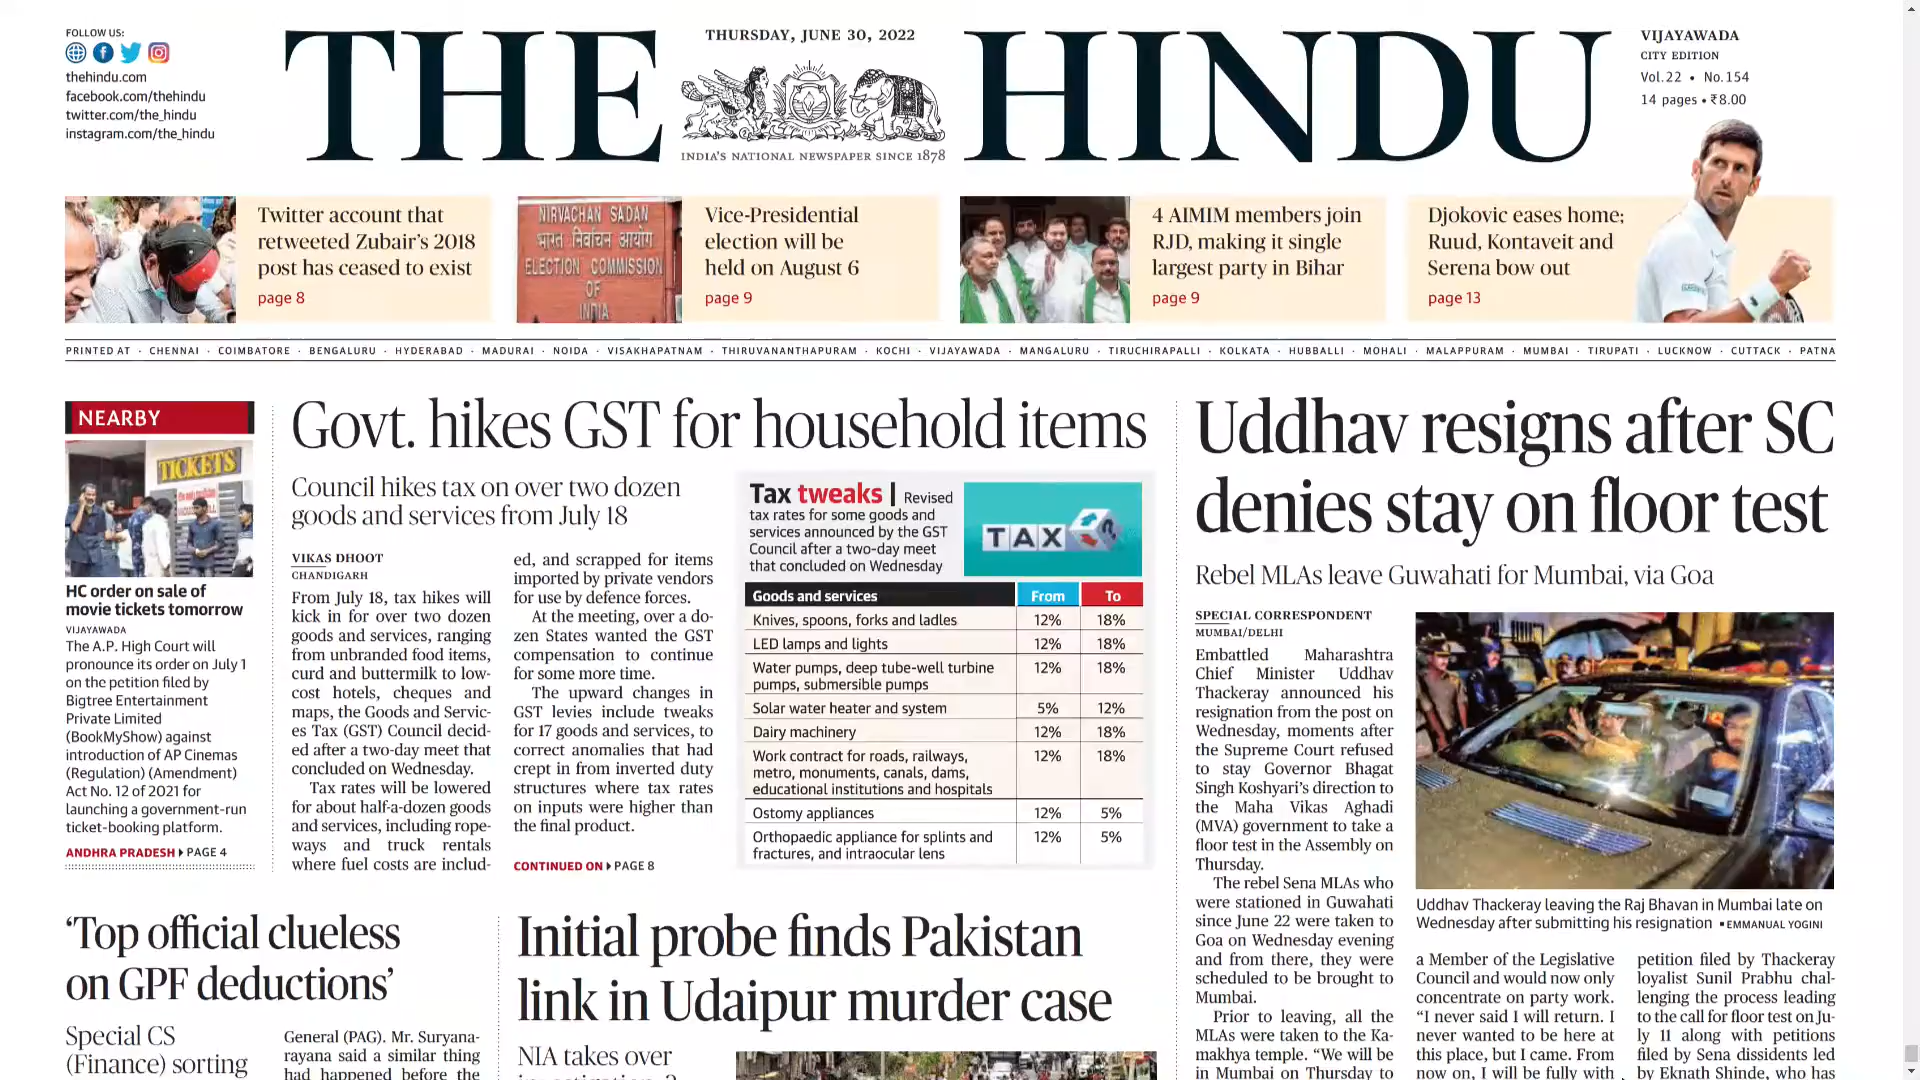 FOLLOW US:
thehindu.com
facebook.com/thehindu
twitter.com/the_hindu
instagram.com/the_hindu
THE HINDU
THURSDAY, JUNE 30, 2022
INDIA'S NATIONAL NEWSPAPER SINCE 1878
VIJAYAWADA
CITY EDITION
Vol.22 • No.154
14 pages • ₹8.00
Twitter account that
retweeted Zubair's 2018
post has ceased to exist
page 8
NIRVACHAN SADAN
भारत निर्वाचन आयोग
ELECTION COMMISSION
OF
INDIA
Vice-Presidential
election will be
held on August 6
page 9
4 AIMIM members join
RJD, making it single
largest party in Bihar
page 9
Djokovic eases home;
Ruud, Kontaveit and
Serena bow out
page 13
PRINTED AT · CHENNAI · COIMBATORE · BENGALURU · HYDERABAD · MADURAI · NOIDA · VISAKHAPATNAM · THIRUVANANTHAPURAM · KOCHI · VIJAYAWADA · MANGALURU · TIRUCHIRAPALLI · KOLKATA · HUBBALLI · MOHALI · MALAPPURAM · MUMBAI · TIRUPATI · LUCKNOW · CUTTACK · PATNA
NEARBY
TICKETS
HC order on sale of
movie tickets tomorrow
VIJAYAWADA
The A.P. High Court will
pronounce its order on July 1
on the petition filed by
Bigtree Entertainment
Private Limited
(BookMyShow) against
introduction of AP Cinemas
(Regulation) (Amendment)
Act No. 12 of 2021 for
launching a government-run
ticket-booking platform.
ANDHRA PRADESH PAGE 4
Govt. hikes GST for household items
Council hikes tax on over two dozen
goods and services from July 18
VIKAS DHOOT
CHANDIGARH
From July 18, tax hikes will
kick in for over two dozen
goods and services, ranging
from unbranded food items,
curd and buttermilk to low-
cost hotels, cheques and
maps, the Goods and Servic-
es Tax (GST) Council decid-
ed after a two-day meet that
concluded on Wednesday.
Tax rates will be lowered
for about half-a-dozen goods
and services, including rope-
ways and truck rentals
where fuel costs are includ-
ed, and scrapped for items
imported by private vendors
for use by defence forces.
At the meeting, over a do-
zen States wanted the GST
compensation to continue
for some more time.
The upward changes in
GST levies include tweaks
for 17 goods and services, to
correct anomalies that had
crept in from inverted duty
structures where tax rates
on inputs were higher than
the final product.
CONTINUED ON PAGE 8
Tax tweaks | Revised
tax rates for some goods and
services announced by the GST
Council after a two-day meet
that concluded on Wednesday
TAX
Goods and services From To
Knives, spoons, forks and ladles 12% 18%
LED lamps and lights 12% 18%
Water pumps, deep tube-well turbine 12% 18%
pumps, submersible pumps
Solar water heater and system 5% 12%
Dairy machinery 12% 18%
Work contract for roads, railways, 12% 18%
metro, monuments, canals, dams,
educational institutions and hospitals
Ostomy appliances 12% 5%
Orthopaedic appliance for splints and 12% 5%
fractures, and intraocular lens
Uddhav resigns after SC
denies stay on floor test
Rebel MLAs leave Guwahati for Mumbai, via Goa
SPECIAL CORRESPONDENT
MUMBAI/DELHI
Embattled Maharashtra
Chief Minister Uddhav
Thackeray announced his
resignation from the post on
Wednesday, moments after
the Supreme Court refused
to stay Governor Bhagat
Singh Koshyari's direction to
the Maha Vikas Aghadi
(MVA) government to take a
floor test in the Assembly on
Thursday.
The rebel Sena MLAs who
were stationed in Guwahati
since June 22 were taken to
Goa on Wednesday evening
and from there, they were
scheduled to be brought to
Mumbai.
Prior to leaving, all the
MLAs were taken to the Ka-
makhya temple. “We will be
in Mumbai on Thursday to
Uddhav Thackeray leaving the Raj Bhavan in Mumbai late on
Wednesday after submitting his resignation ▪ EMMANUAL YOGINI
a Member of the Legislative
Council and would now only
concentrate on party work.
“I never said I will return. I
never wanted to be here at
this place, but I came. From
now on, I will be fully with
petition filed by Thackeray
loyalist Sunil Prabhu chal-
lenging the process leading
to the call for floor test on Ju-
ly 11 along with petitions
filed by Sena dissidents led
by Eknath Shinde, who has
‘Top official clueless
on GPF deductions’
Special CS
(Finance) sorting
General (PAG). Mr. Suryana-
rayana said a similar thing
had happened before the
Initial probe finds Pakistan
link in Udaipur murder case
NIA takes over